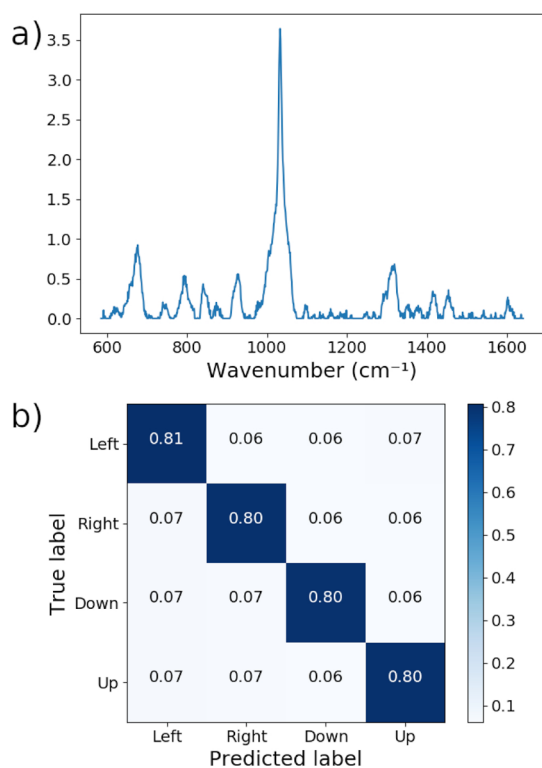 a)
3.5
3.0
2.5
2.0
1.5
1.0
0.5
0.0
600 800 1000 1200 1400 1600
Wavenumber (cm⁻¹)
b)
True label
Left 0.81 0.06 0.06 0.07
Right 0.07 0.80 0.06 0.06
Down 0.07 0.07 0.80 0.06
Up 0.07 0.07 0.06 0.80
Left Right Down Up
Predicted label
0.8
0.7
0.6
0.5
0.4
0.3
0.2
0.1